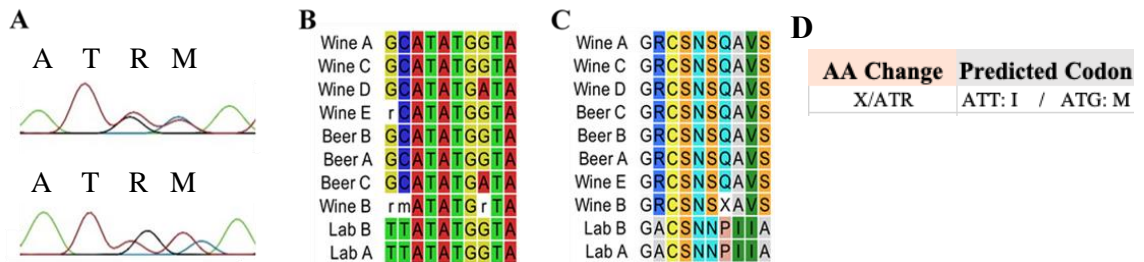 A
A T R M
A T R M
B
Wine A GCATATGGTA
Wine C GCATATGGTA
Wine D GCATATGATA
Wine E rCATATGGTA
Beer B GCATATGGTA
Beer A GCATATGGTA
Beer C GCATATGATA
Wine B rmATATGrTA
Lab B TTATATGGTA
Lab A TTATATGGTA
C
Wine A GRCSNSQAVS
Wine C GRCSNSQAVS
Wine D GRCSNSQAVS
Beer C GRCSNSQAVS
Beer B GRCSNSQAVS
Beer A GRCSNSQAVS
Wine E GRCSNSQAVS
Wine B GRCSNSXAVS
Lab B GACSNNPIIA
Lab A GACSNNPIIA
D
AA Change Predicted Codon
X/ATR ATT: I / ATG: M